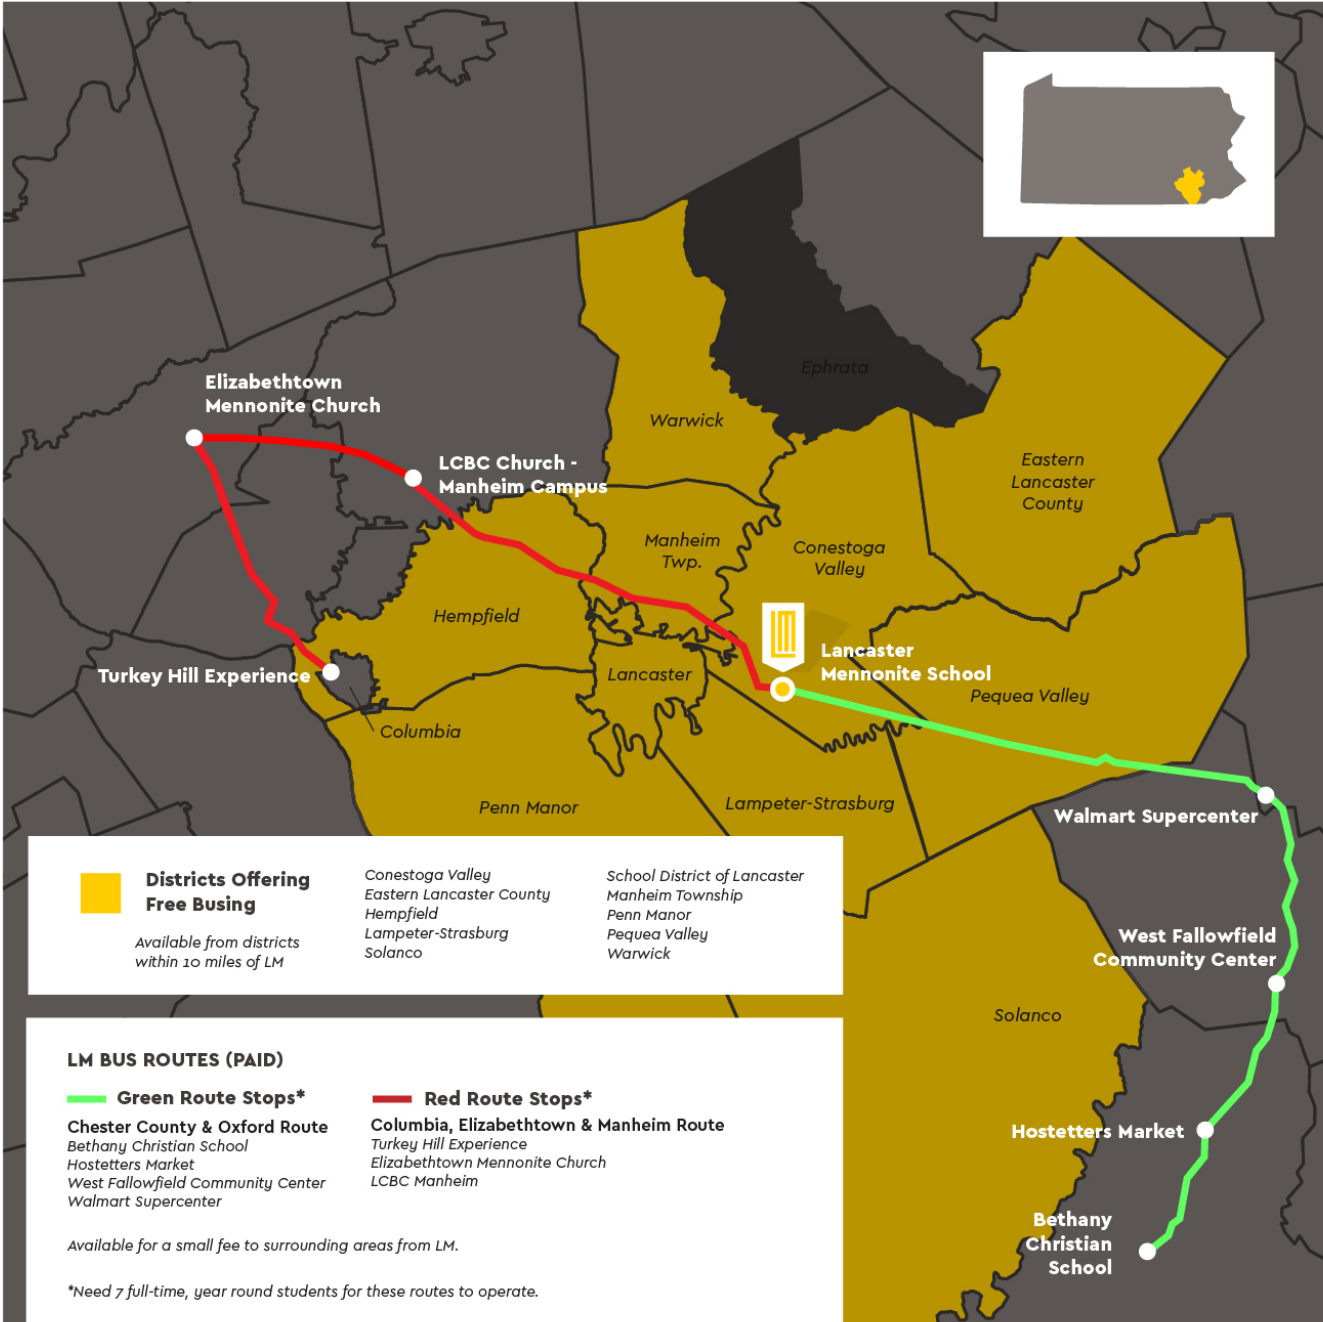 Ephrata
Elizabethtown
Mennonite Church
Warwick
LCBC Church -
Manheim Campus
Eastern
Lancaster
County
Manheim
Twp.
Conestoga
Valley
Hempfield
Lancaster
Mennonite School
Turkey Hill Experience
Lancaster
Pequea Valley
Columbia
Penn Manor
Lampeter-Strasburg
Walmart Supercenter
Districts Offering
Free Busing
Available from districts
within 10 miles of LM
Conestoga Valley
Eastern Lancaster County
Hempfield
Lampeter-Strasburg
Solanco
School District of Lancaster
Manheim Township
Penn Manor
Pequea Valley
Warwick
West Fallowfield
Community Center
Solanco
LM BUS ROUTES (PAID)
Green Route Stops*
Chester County & Oxford Route
Bethany Christian School
Hostetters Market
West Fallowfield Community Center
Walmart Supercenter
Red Route Stops*
Columbia, Elizabethtown & Manheim Route
Turkey Hill Experience
Elizabethtown Mennonite Church
LCBC Manheim
Available for a small fee to surrounding areas from LM.
*Need 7 full-time, year round students for these routes to operate.
Hostetters Market
Bethany
Christian
School